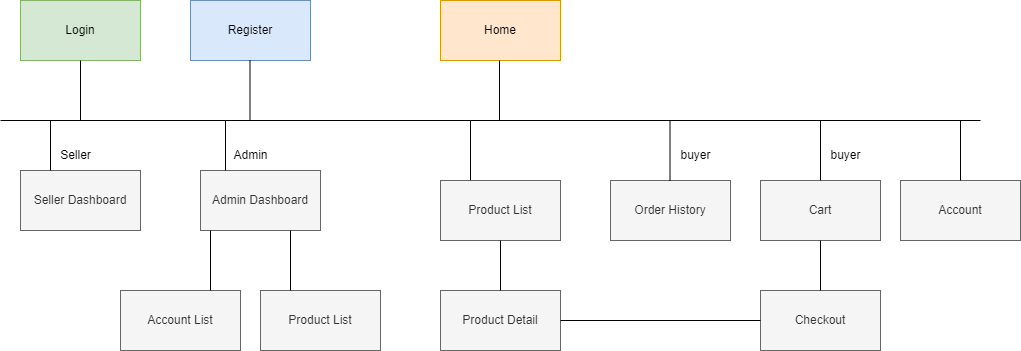 Login
Register
Home
Seller
Admin
buyer
buyer
Seller Dashboard
Admin Dashboard
Product List
Order History
Cart
Account
Account List
Product List
Product Detail
Checkout